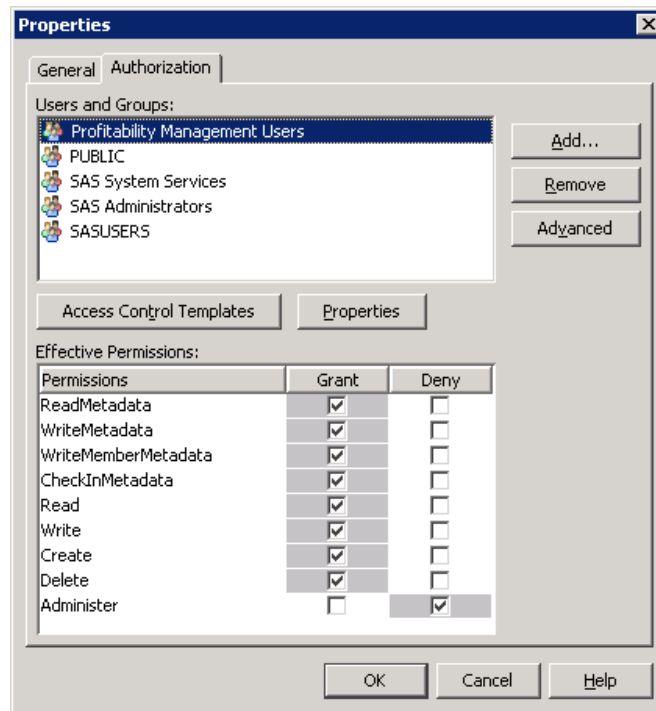 Properties
General Authorization
Users and Groups:
Profitability Management Users
PUBLIC
SAS System Services
SAS Administrators
SASUSERS
Add...
Remove
Advanced
Access Control Templates Properties
Effective Permissions:
Permissions Grant Deny
ReadMetadata
WriteMetadata
WriteMemberMetadata
CheckInMetadata
Read
Write
Create
Delete
Administer
OK Cancel Help